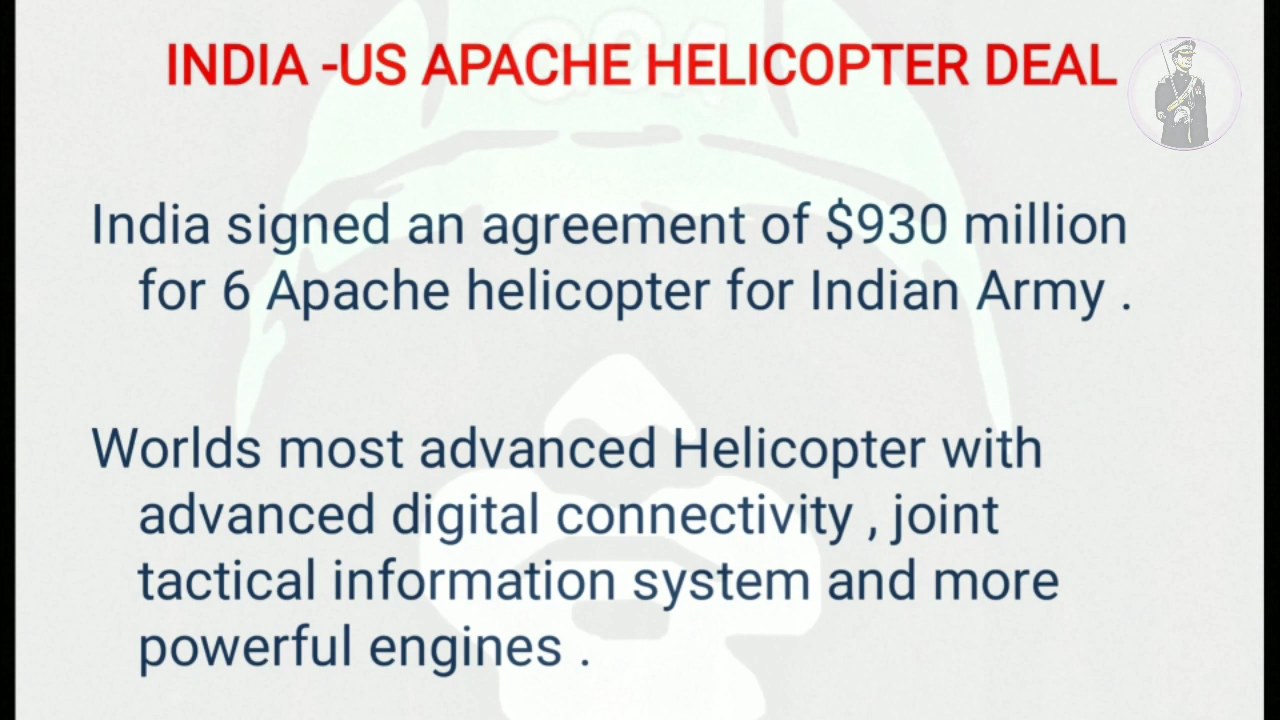 INDIA -US APACHE HELICOPTER DEAL
India signed an agreement of $930 million
for 6 Apache helicopter for Indian Army .
Worlds most advanced Helicopter with
advanced digital connectivity , joint
tactical information system and more
powerful engines .